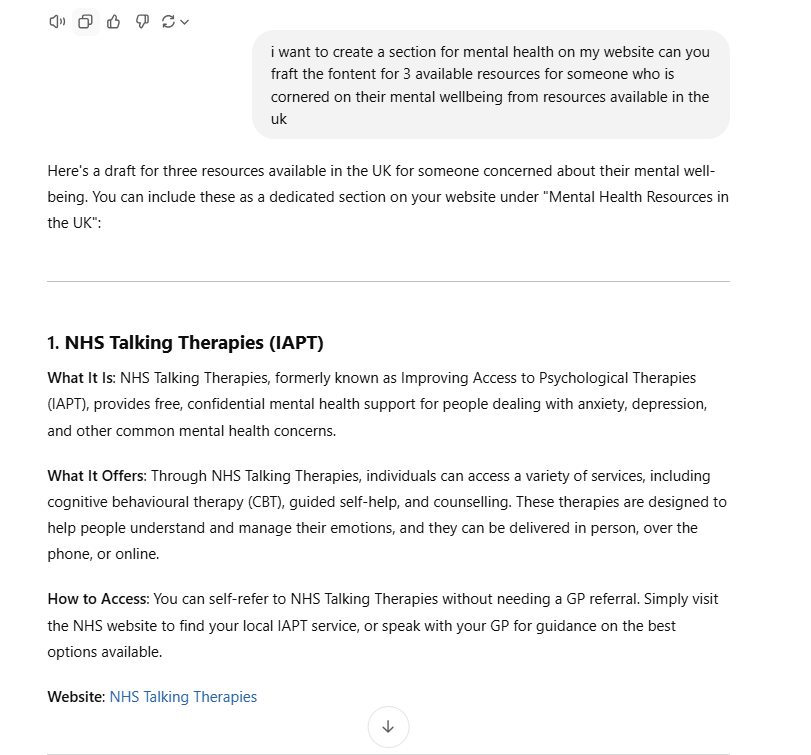 i want to create a section for mental health on my website can you
fraft the fontent for 3 available resources for someone who is
cornered on their mental wellbeing from resources available in the
uk
Here's a draft for three resources available in the UK for someone concerned about their mental well-
being. You can include these as a dedicated section on your website under "Mental Health Resources in
the UK":
1. NHS Talking Therapies (IAPT)
What It Is: NHS Talking Therapies, formerly known as Improving Access to Psychological Therapies
(IAPT), provides free, confidential mental health support for people dealing with anxiety, depression,
and other common mental health concerns.
What It Offers: Through NHS Talking Therapies, individuals can access a variety of services, including
cognitive behavioural therapy (CBT), guided self-help, and counselling. These therapies are designed to
help people understand and manage their emotions, and they can be delivered in person, over the
phone, or online.
How to Access: You can self-refer to NHS Talking Therapies without needing a GP referral. Simply visit
the NHS website to find your local IAPT service, or speak with your GP for guidance on the best
options available.
Website: NHS Talking Therapies